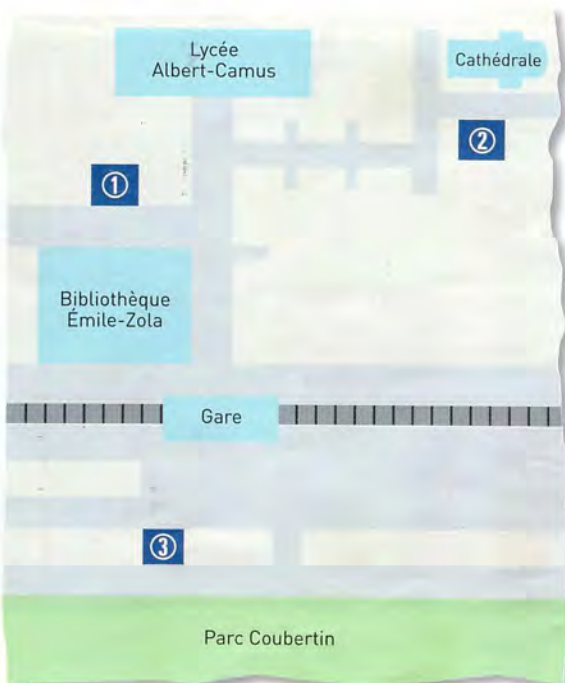 Lycée
Albert-Camus
Cathédrale
①
②
Bibliothèque
Émile-Zola
Gare
③
Parc Coubertin